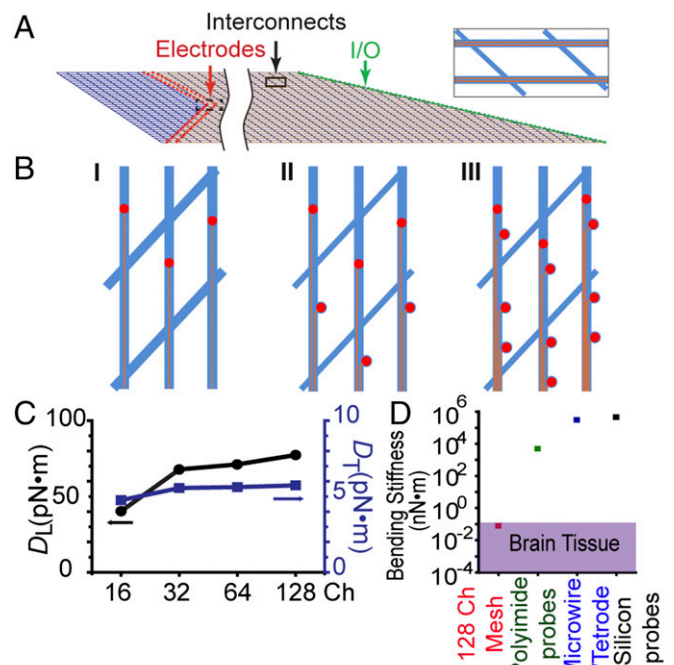 A
Interconnects
Electrodes
I/O
B
I
II
III
C
100
50
0
D_L(pN•m)
10
5
0
D_T(pN•m)
16 32 64 128 Ch
D
Bending Stiffness
(nN•m)
10^6
10^4
10^2
10^0
10^-2
10^-4
Brain Tissue
128 Ch
Mesh
Polyimide
probes
Microwire
/Tetrode
Silicon
probes